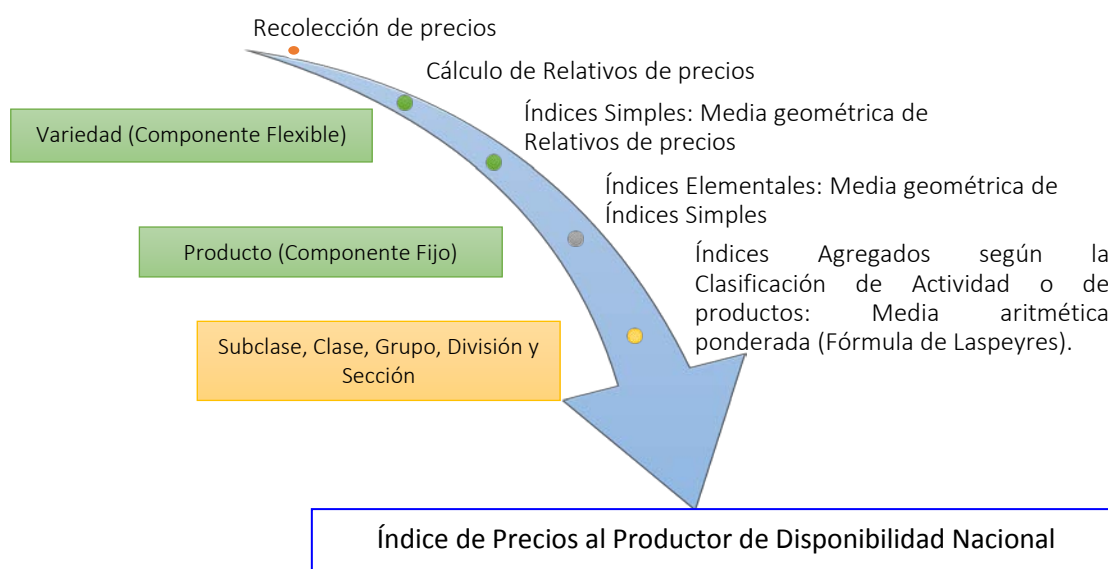 Recolección de precios
Cálculo de Relativos de precios
Variedad (Componente Flexible)
Índices Simples: Media geométrica de
Relativos de precios
Índices Elementales: Media geométrica de
Índices Simples
Producto (Componente Fijo)
Índices Agregados según la
Clasificación de Actividad o de
productos: Media aritmética
ponderada (Fórmula de Laspeyres).
Subclase, Clase, Grupo, División y
Sección
Índice de Precios al Productor de Disponibilidad Nacional